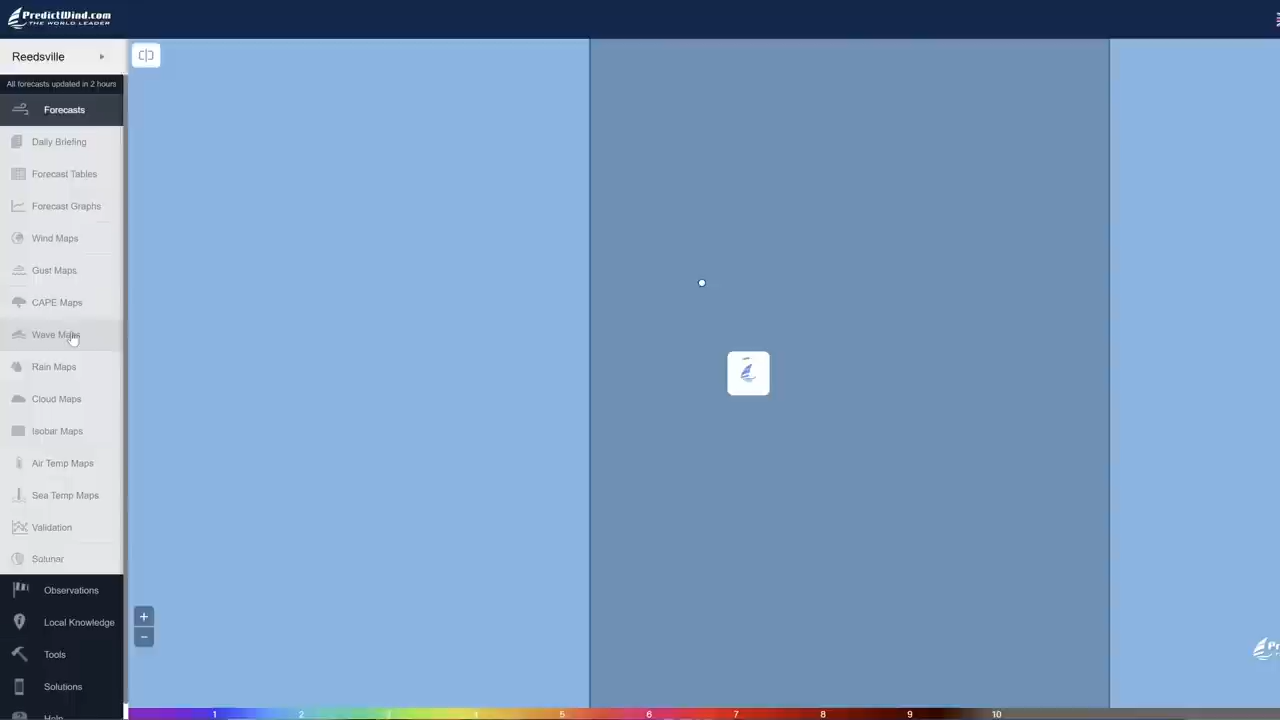 PredictWind.com
THE WORLD LEADER
Reedsville
All forecasts updated in 2 hours
Forecasts
Daily Briefing
Forecast Tables
Forecast Graphs
Wind Maps
Gust Maps
CAPE Maps
Wave Maps
Rain Maps
Cloud Maps
Isobar Maps
Air Temp Maps
Sea Temp Maps
Validation
Solunar
Observations
Local Knowledge
Tools
Solutions
Help
+
−
1 2 5 6 7 8 9 10